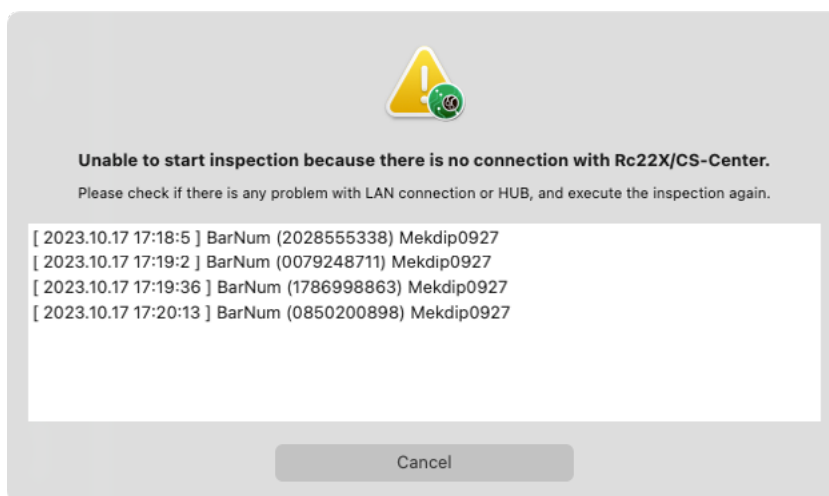 Unable to start inspection because there is no connection with Rc22X/CS-Center.
Please check if there is any problem with LAN connection or HUB, and execute the inspection again.
[ 2023.10.17 17:18:5 ] BarNum (2028555338) Mekdip0927
[ 2023.10.17 17:19:2 ] BarNum (0079248711) Mekdip0927
[ 2023.10.17 17:19:36 ] BarNum (1786998863) Mekdip0927
[ 2023.10.17 17:20:13 ] BarNum (0850200898) Mekdip0927
Cancel